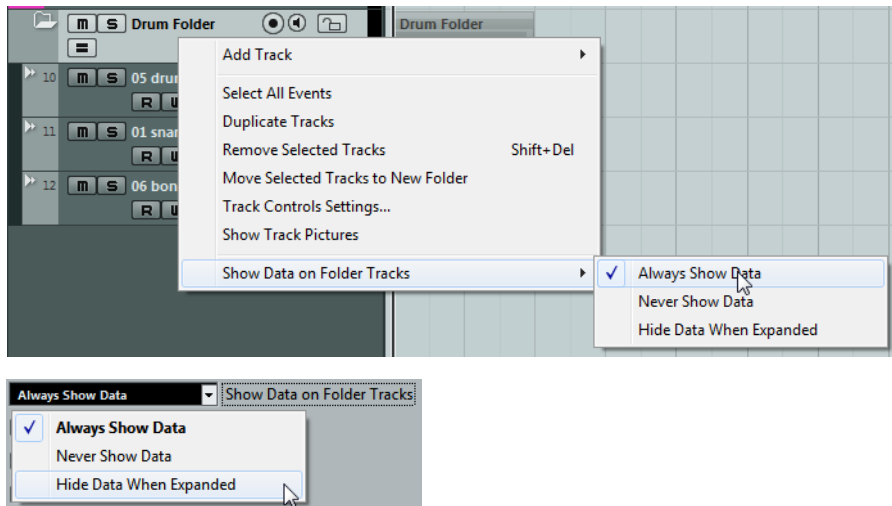 m S Drum Folder
Drum Folder
Add Track
10 m S 05 dru
R
Select All Events
Duplicate Tracks
11 m S 01 snar
R
Remove Selected Tracks Shift+Del
Move Selected Tracks to New Folder
12 m S 06 bon
R
Track Controls Settings...
Show Track Pictures
Show Data on Folder Tracks
Always Show Data
Never Show Data
Hide Data When Expanded
Always Show Data Show Data on Folder Tracks
Always Show Data
Never Show Data
Hide Data When Expanded